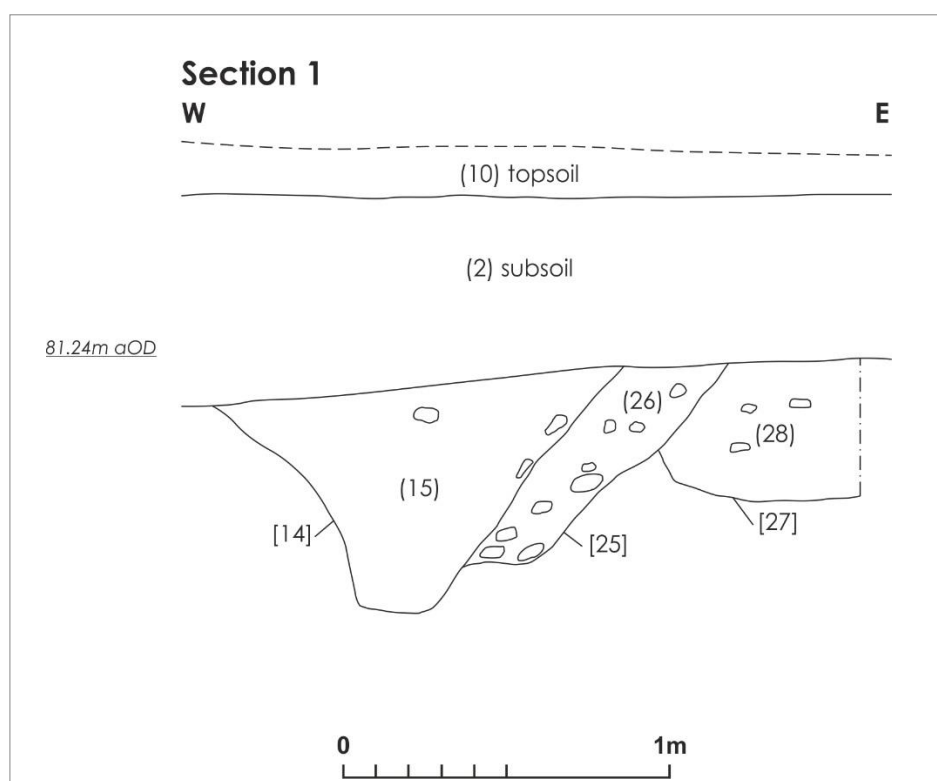 Section 1
W E
(10) topsoil
(2) subsoil
81.24m aOD
(26)
(28)
(15)
[14] [25] [27]
0 1m